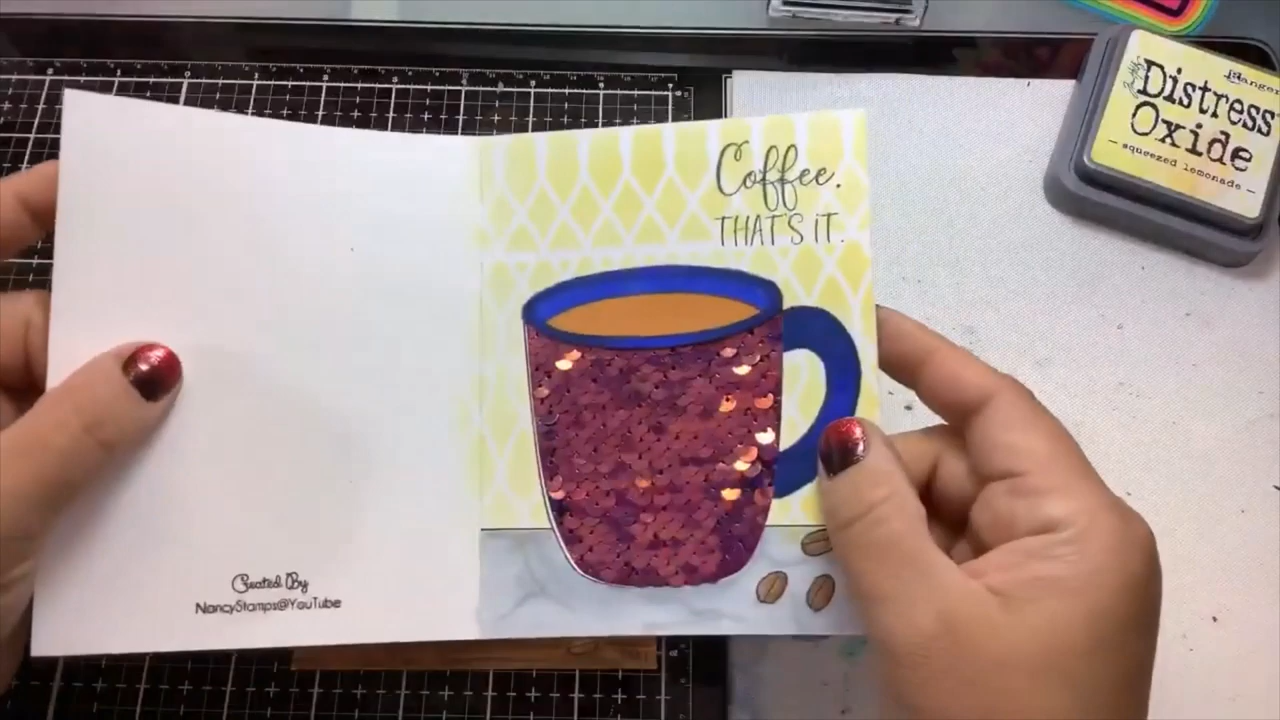 Coffee.
THAT'S iT.
Created By
NancyStamps@YouTube
Ranger
Distress
Oxide
— squeezed lemonade —